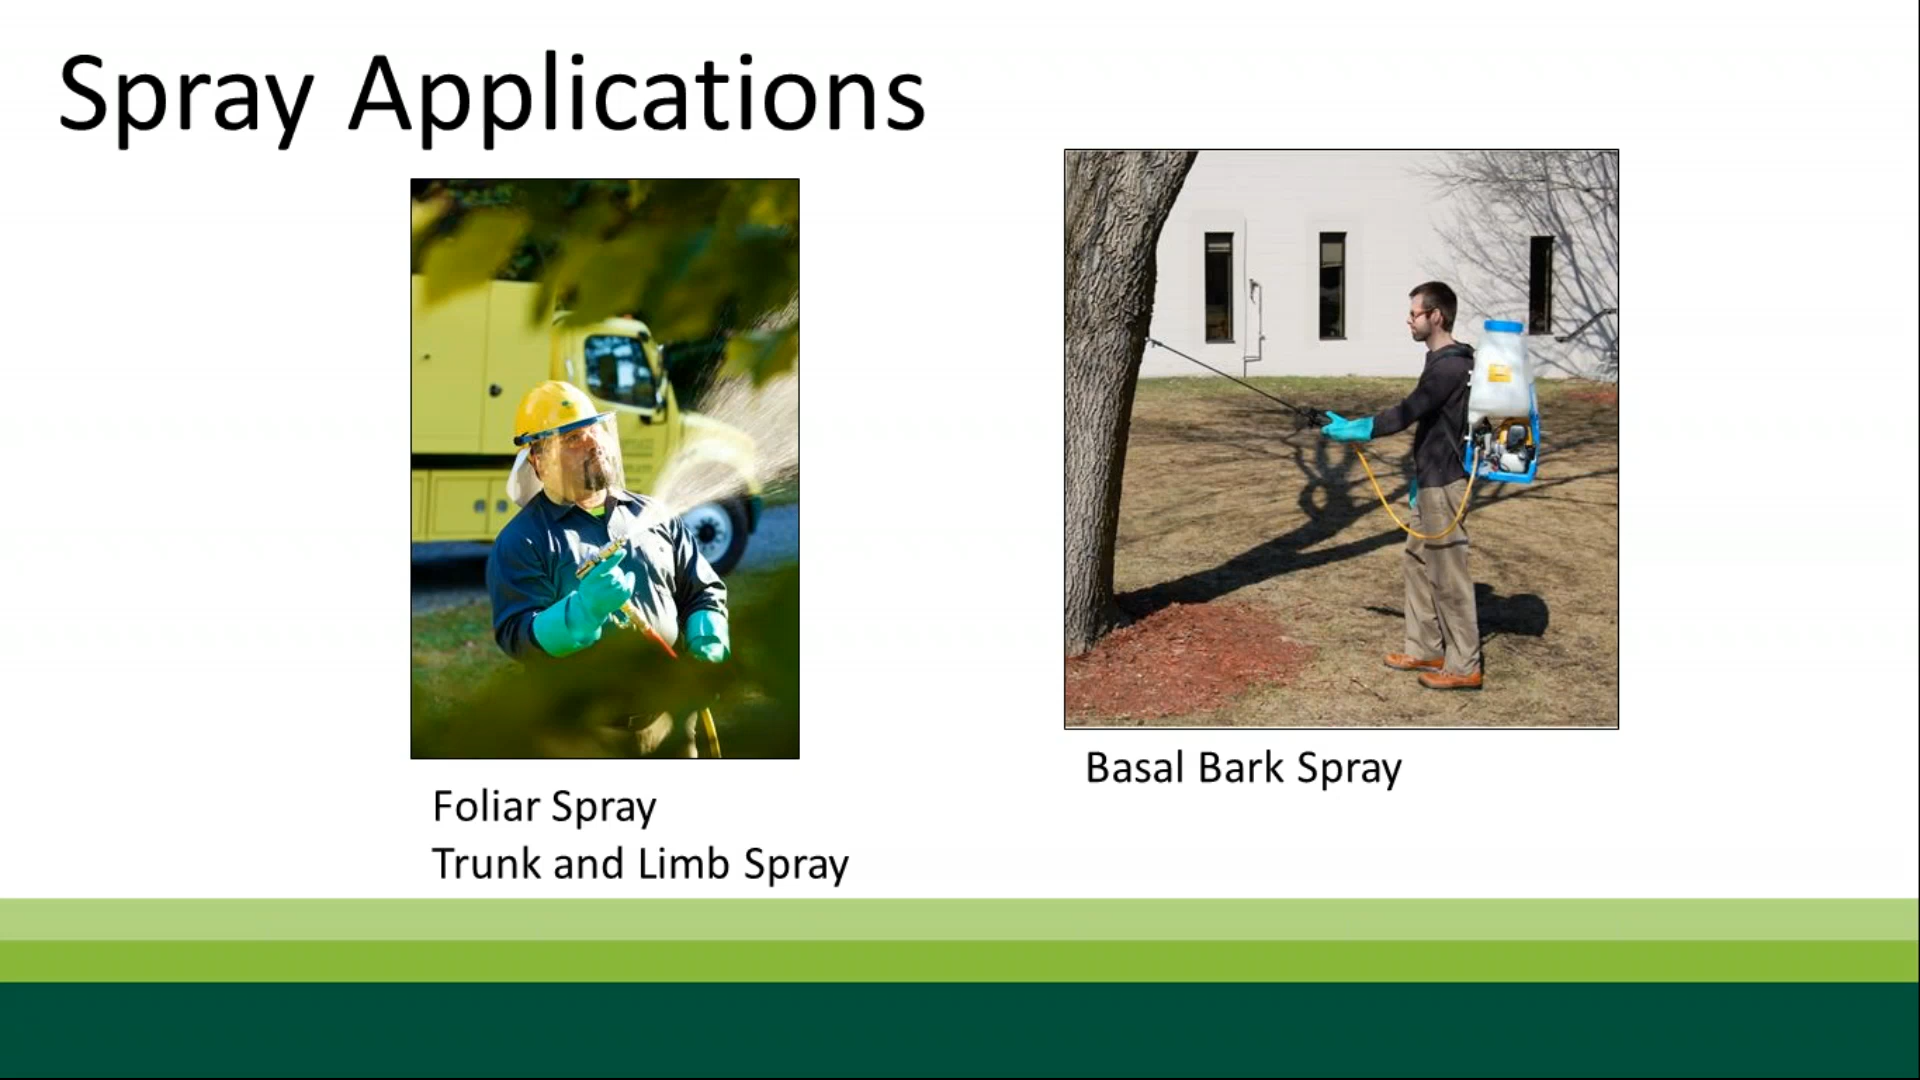 Spray Applications
Foliar Spray
Trunk and Limb Spray
Basal Bark Spray